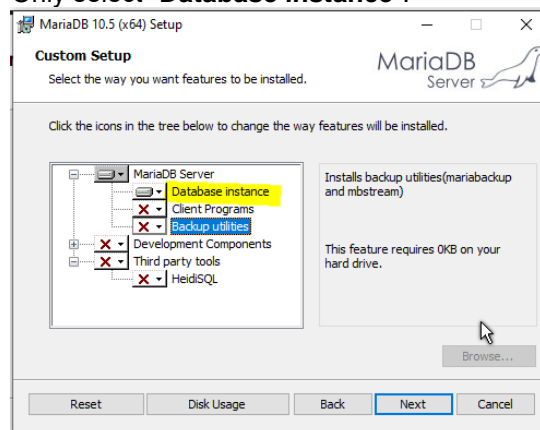 Only select "Database instance".
MariaDB 10.5 (x64) Setup
Custom Setup
Select the way you want features to be installed.
MariaDB
Server
Click the icons in the tree below to change the way features will be installed.
MariaDB Server
Database instance
Client Programs
Backup utilities
Development Components
Third party tools
HeidiSQL
Installs backup utilities(mariabackup
and mbstream)
This feature requires 0KB on your
hard drive.
Browse...
Reset
Disk Usage
Back
Next
Cancel